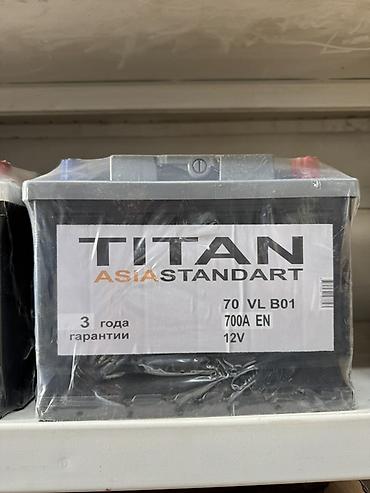 TITAN
ASIASTANDART
70 VL B01
3 года
гарантии
700A EN
12V